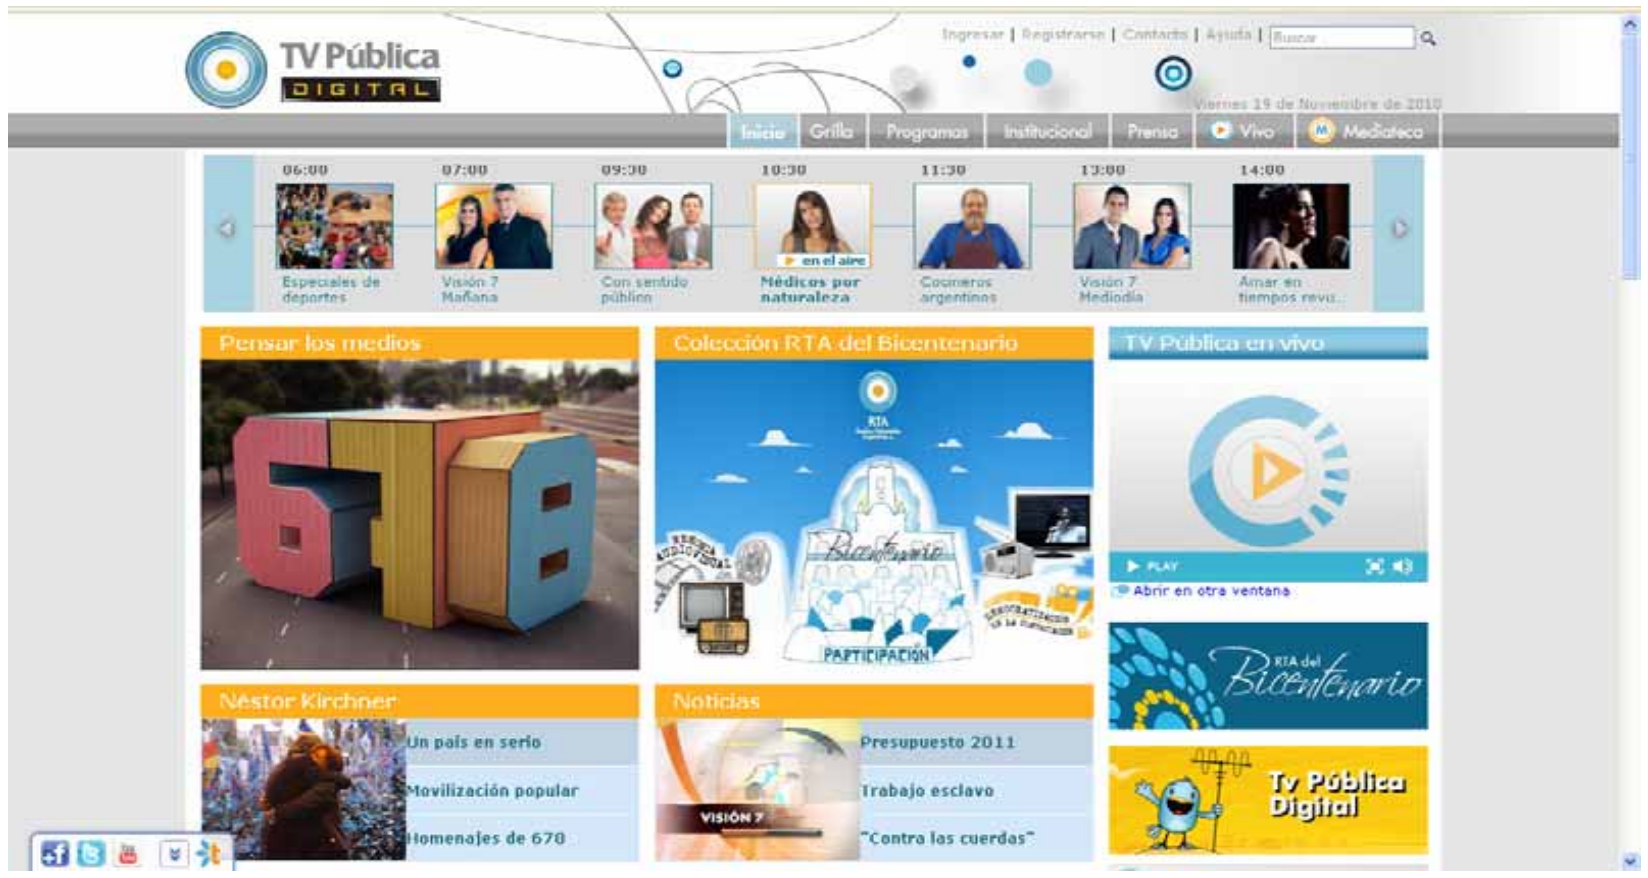 TV Pública
DIGITAL
Ingresar | Registrarse | Contacto | Ayuda | Buscar
Viernes 19 de Noviembre de 2010
Inicio Grilla Programas Institucional Prensa Vivo M Mediateca
06:00 07:00 09:30 10:30 11:30 13:00 14:00
en el aire
Especiales de deportes
Visión 7 Mañana
Con sentido público
Médicos por naturaleza
Cocineros argentinos
Visión 7 Mediodía
Amar en tiempos revu...
Pensar los medios
Colección RTA del Bicentenario
TV Pública en vivo
678
RTA
Bicentenario
AUDIOVISUAL
DE LA
PARTICIPACIÓN
PLAY
Abrir en otra ventana
RTA del
Bicentenario
Néstor Kirchner
Noticias
Un país en serio
Movilización popular
Homenajes de 678
VISIÓN 7
Presupuesto 2011
Trabajo esclavo
"Contra las cuerdas"
Tv Pública
Digital